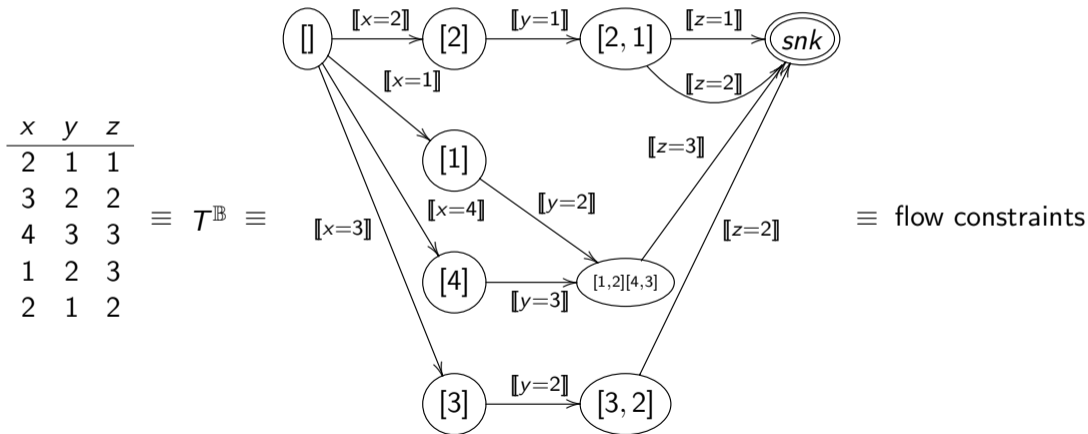 x y z
2 1 1
3 2 2
4 3 3
1 2 3
2 1 2
≡ T^𝔹 ≡
[]
⟦x=2⟧
[2]
⟦y=1⟧
[2, 1]
⟦z=1⟧
snk
⟦z=2⟧
⟦x=1⟧
[1]
⟦y=2⟧
⟦z=3⟧
⟦x=4⟧
[4]
⟦y=3⟧
[1,2][4,3]
⟦x=3⟧
[3]
⟦y=2⟧
[3, 2]
⟦z=2⟧
≡ flow constraints